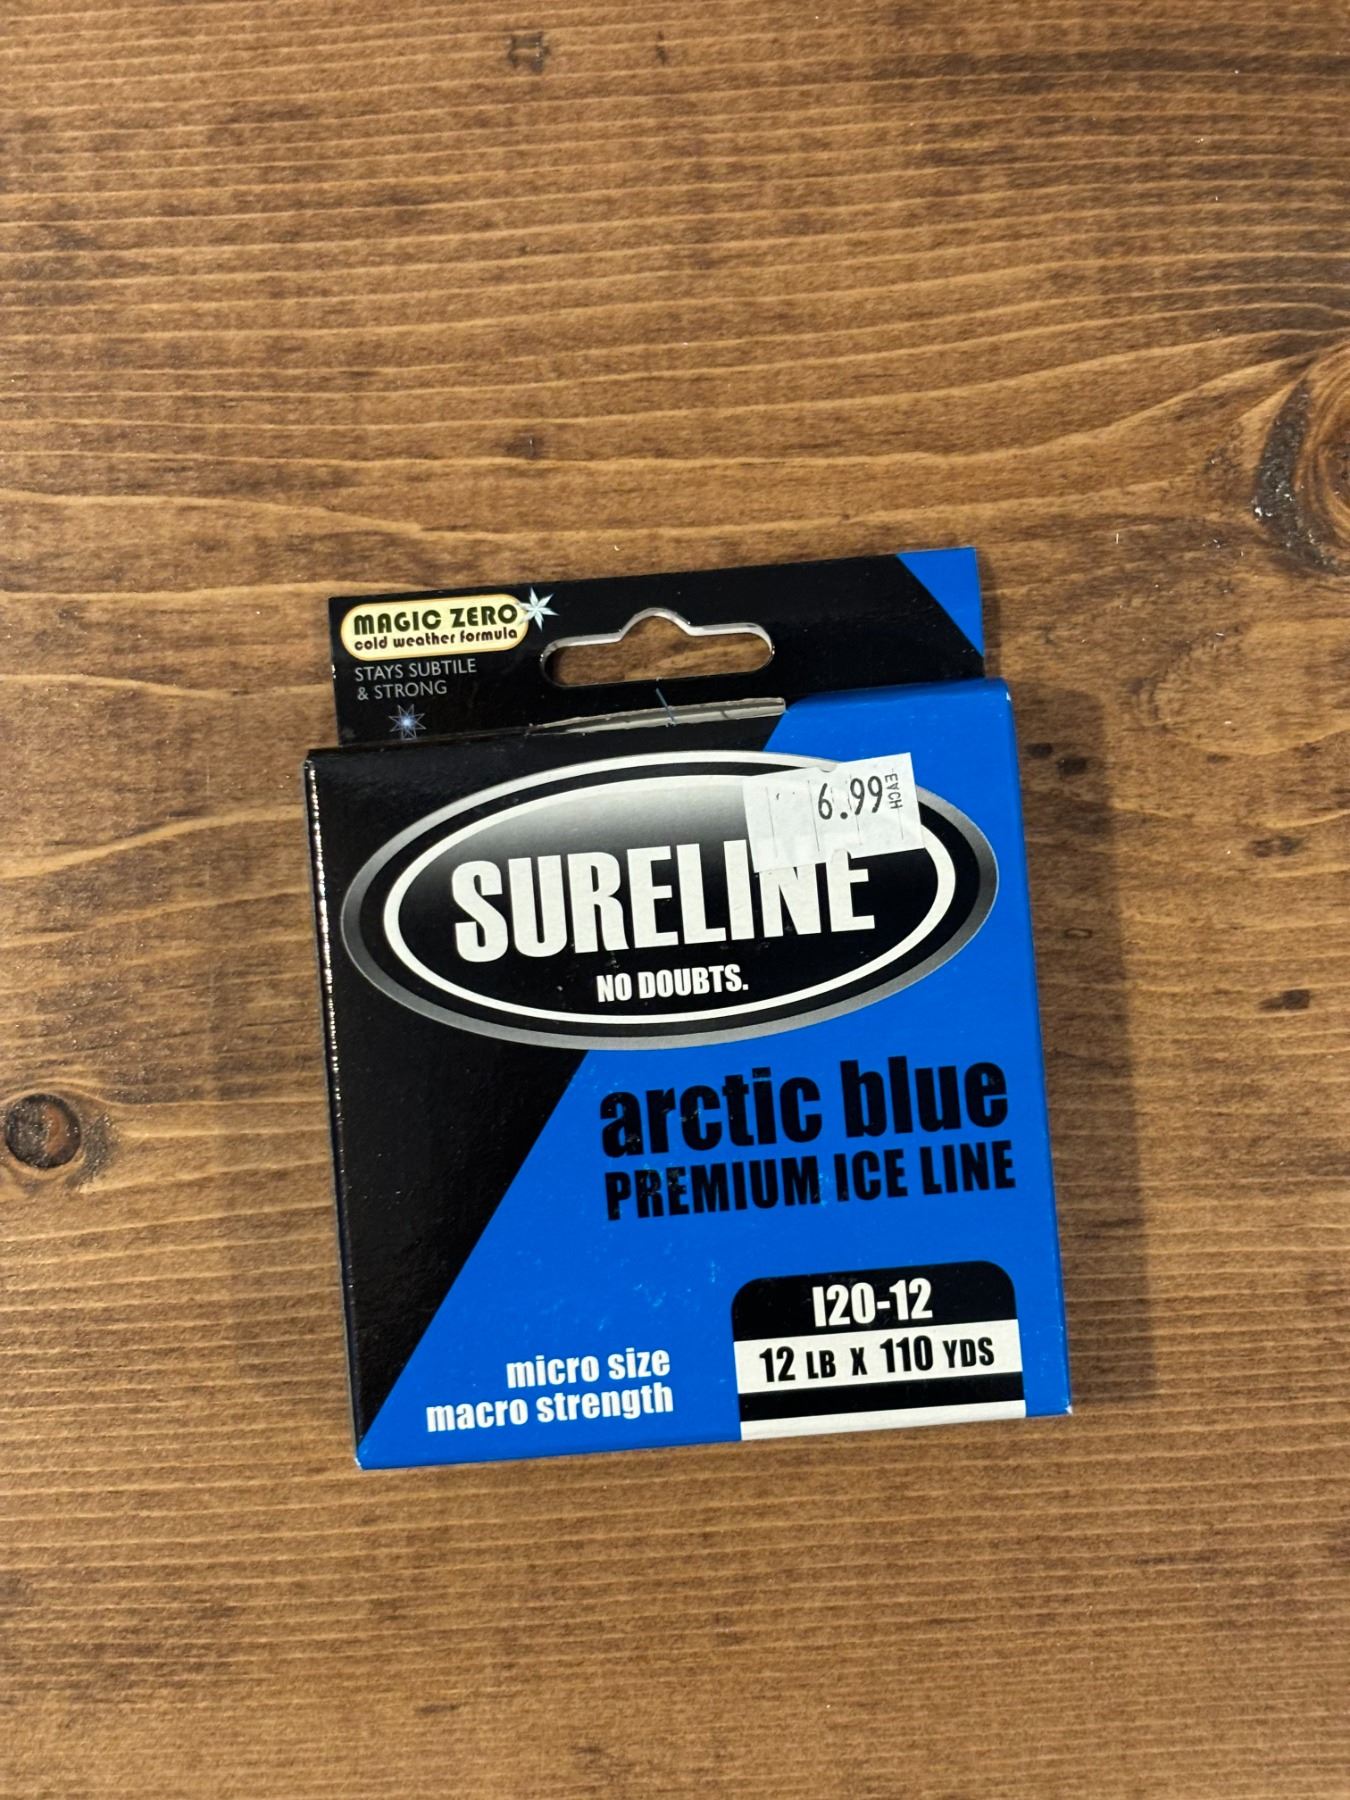 MAGIC ZERO
cold weather formula
STAYS SUBTILE
& STRONG
6.99 EACH
SURELINE
NO DOUBTS.
arctic blue
PREMIUM ICE LINE
I20-12
12 LB X 110 YDS
micro size
macro strength